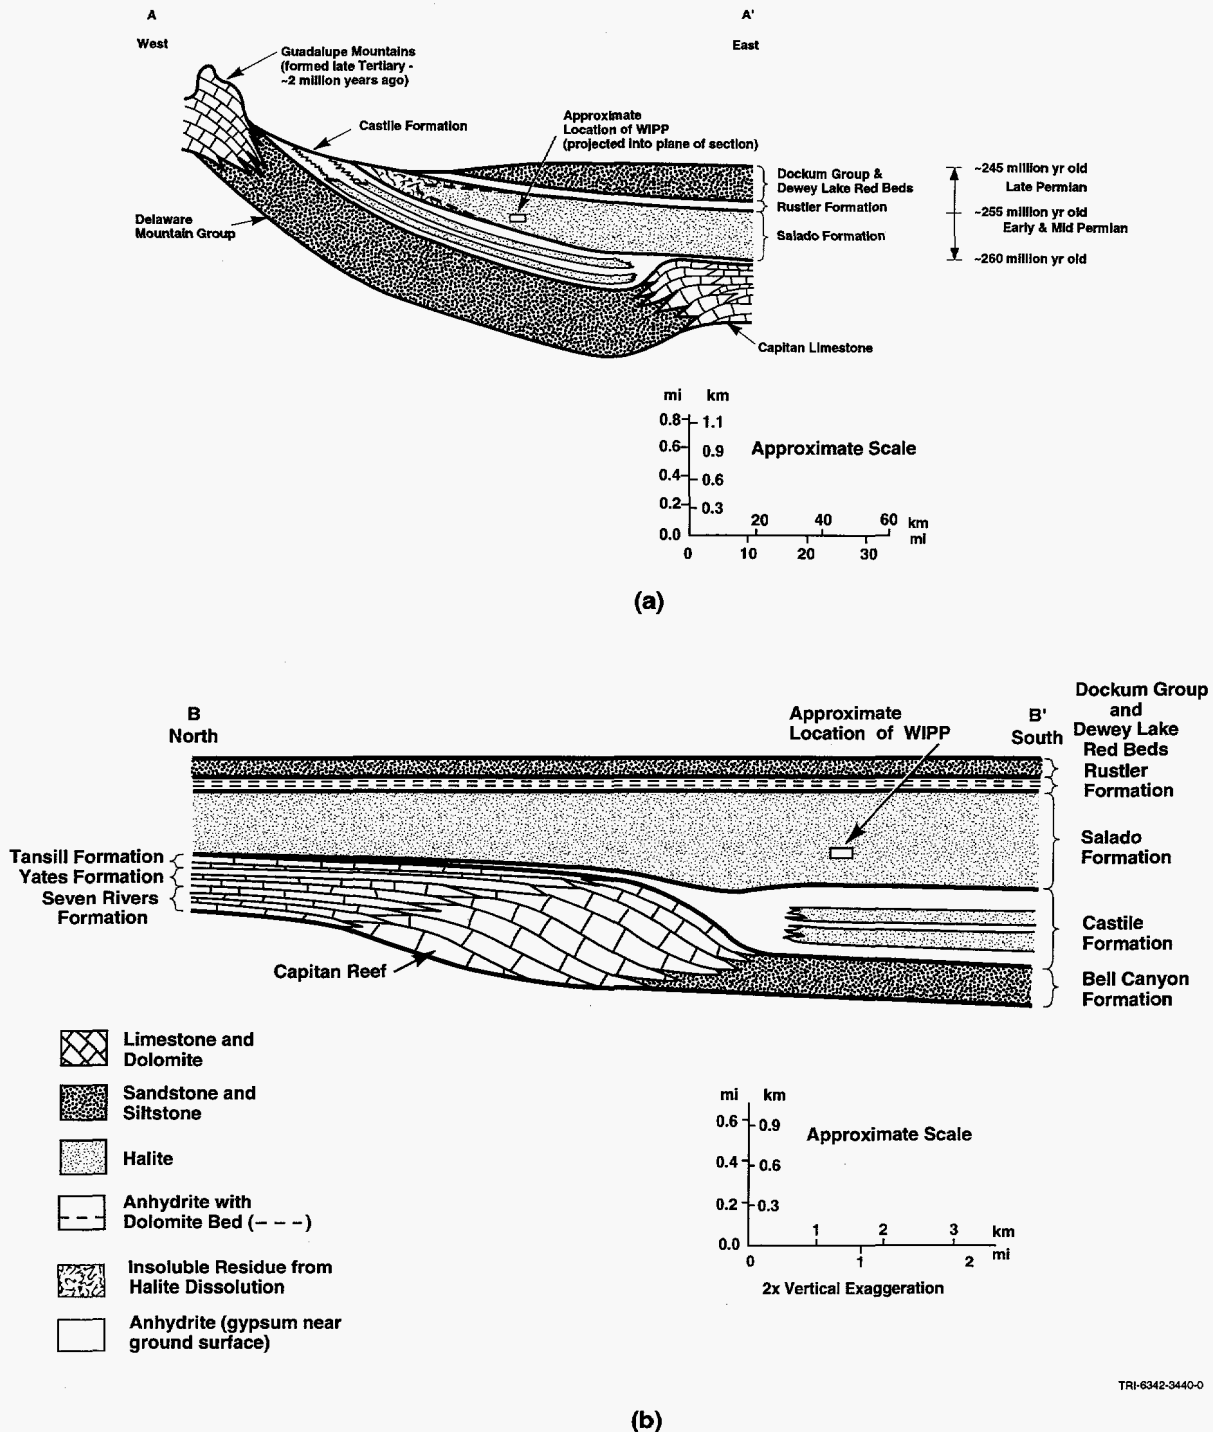 A
West
A'
East
Guadalupe Mountains
(formed late Tertiary -
~2 million years ago)
Castile Formation
Approximate
Location of WIPP
(projected into plane of section)
Delaware
Mountain Group
Dockum Group &
Dewey Lake Red Beds
Rustler Formation
Salado Formation
~245 million yr old
Late Permian
~255 million yr old
Early & Mid Permian
~260 million yr old
Capitan Limestone
mi km
0.8 1.1
0.6 0.9
0.4 0.6
0.2 0.3
0.0
Approximate Scale
20 40 60 km
mi
0 10 20 30
(a)
B
North
Approximate
Location of WIPP
B'
South
Dockum Group
and
Dewey Lake
Red Beds
Rustler
Formation
Salado
Formation
Tansill Formation
Yates Formation
Seven Rivers
Formation
Capitan Reef
Castile
Formation
Bell Canyon
Formation
Limestone and
Dolomite
Sandstone and
Siltstone
Halite
Anhydrite with
Dolomite Bed (– – –)
Insoluble Residue from
Halite Dissolution
Anhydrite (gypsum near
ground surface)
mi km
0.6 0.9
0.4 0.6
0.2 0.3
0.0
Approximate Scale
1 2 3 km
mi
0 1 2
2x Vertical Exaggeration
TRI-6342-3440-0
(b)